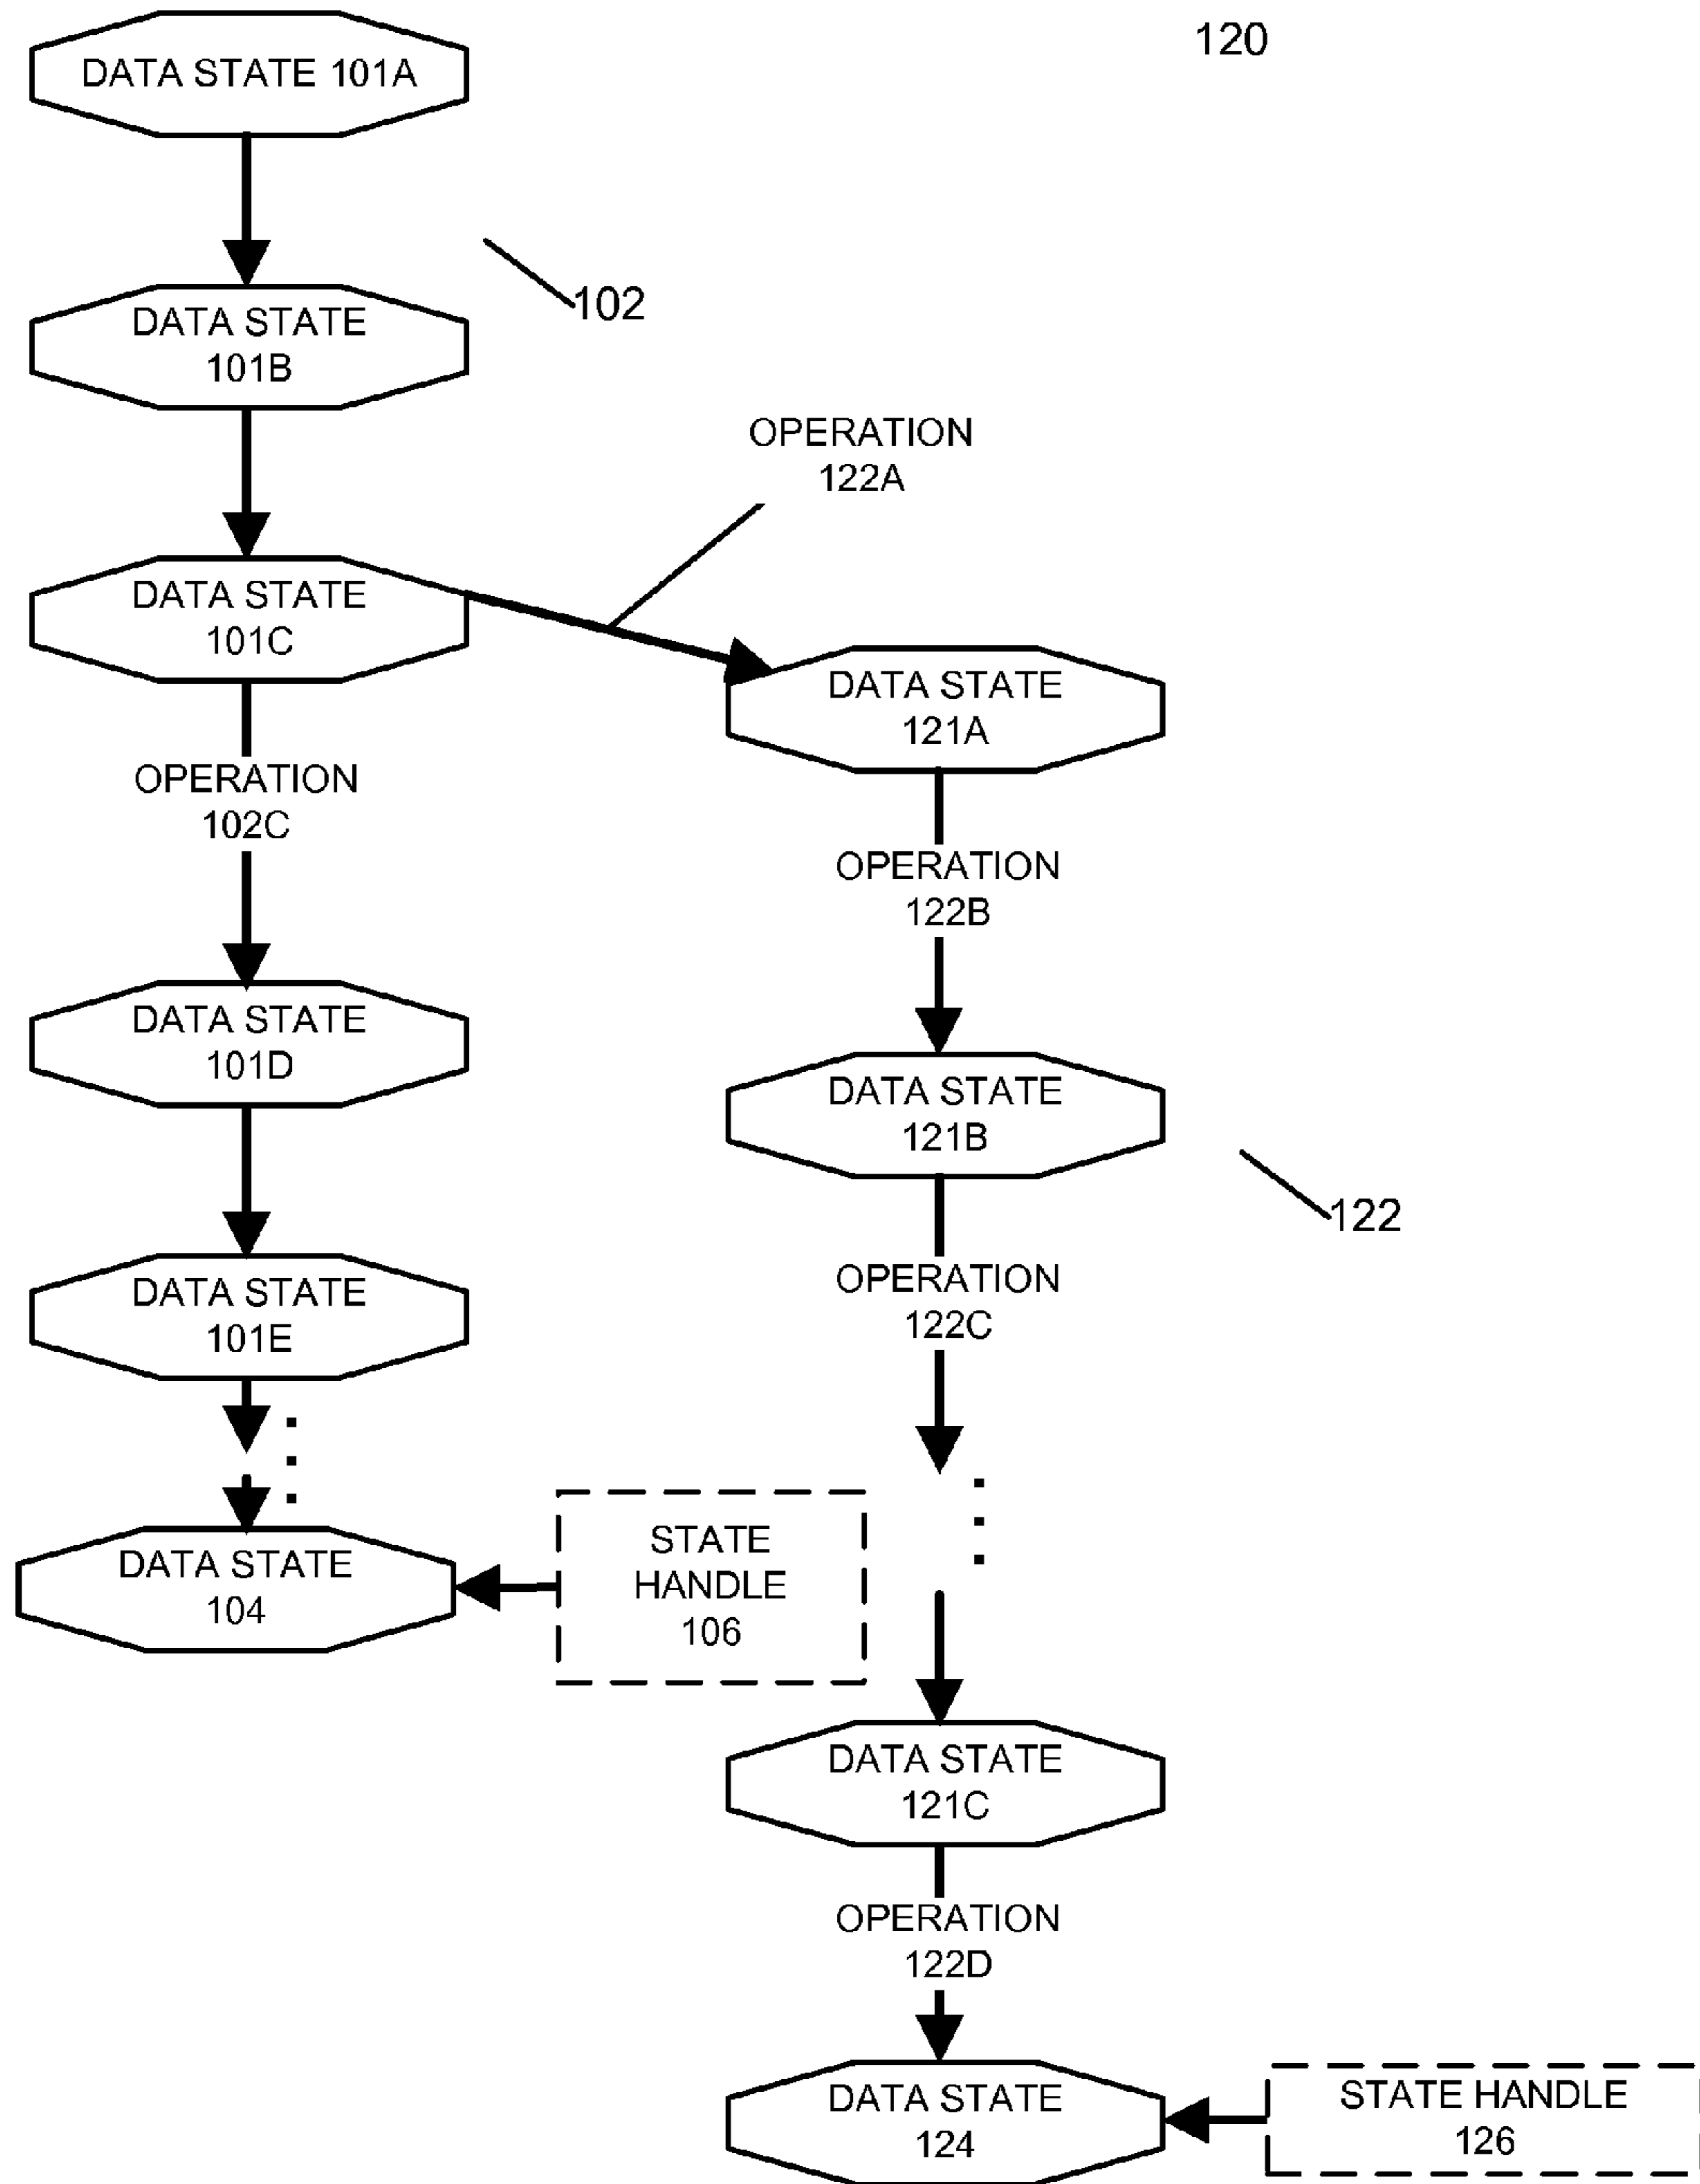 120
DATA STATE 101A
102
DATA STATE
101B
OPERATION
122A
DATA STATE
101C
DATA STATE
121A
OPERATION
102C
OPERATION
122B
DATA STATE
101D
DATA STATE
121B
122
DATA STATE
101E
OPERATION
122C
STATE
HANDLE
106
DATA STATE
104
DATA STATE
121C
OPERATION
122D
DATA STATE
124
STATE HANDLE
126